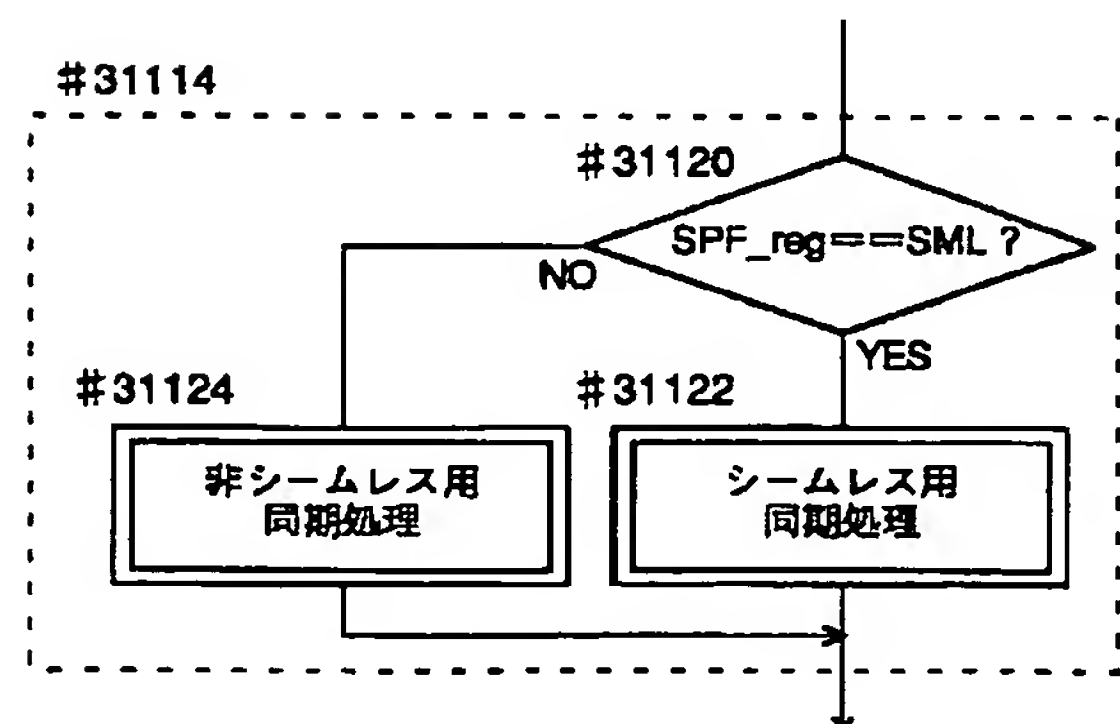 #31114
#31120
SPF_reg==SML ?
NO
YES
#31124
#31122
非シームレス用
同期処理
シームレス用
同期処理